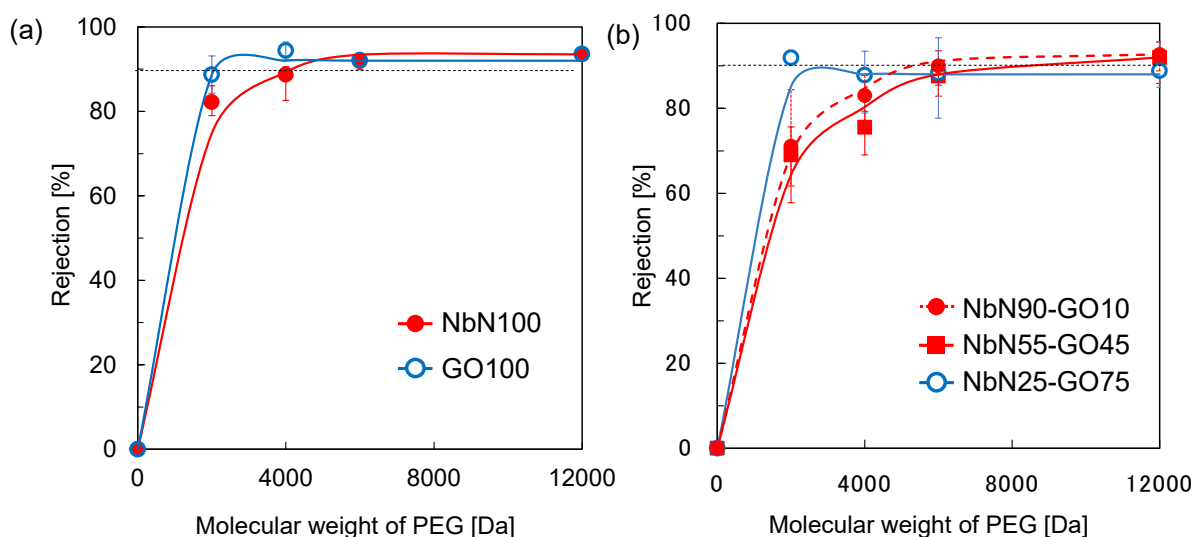 (a)
Rejection [%]
100
80
60
40
20
0
0
4000
8000
12000
Molecular weight of PEG [Da]
NbN100
GO100
(b)
Rejection [%]
100
80
60
40
20
0
0
4000
8000
12000
Molecular weight of PEG [Da]
NbN90-GO10
NbN55-GO45
NbN25-GO75